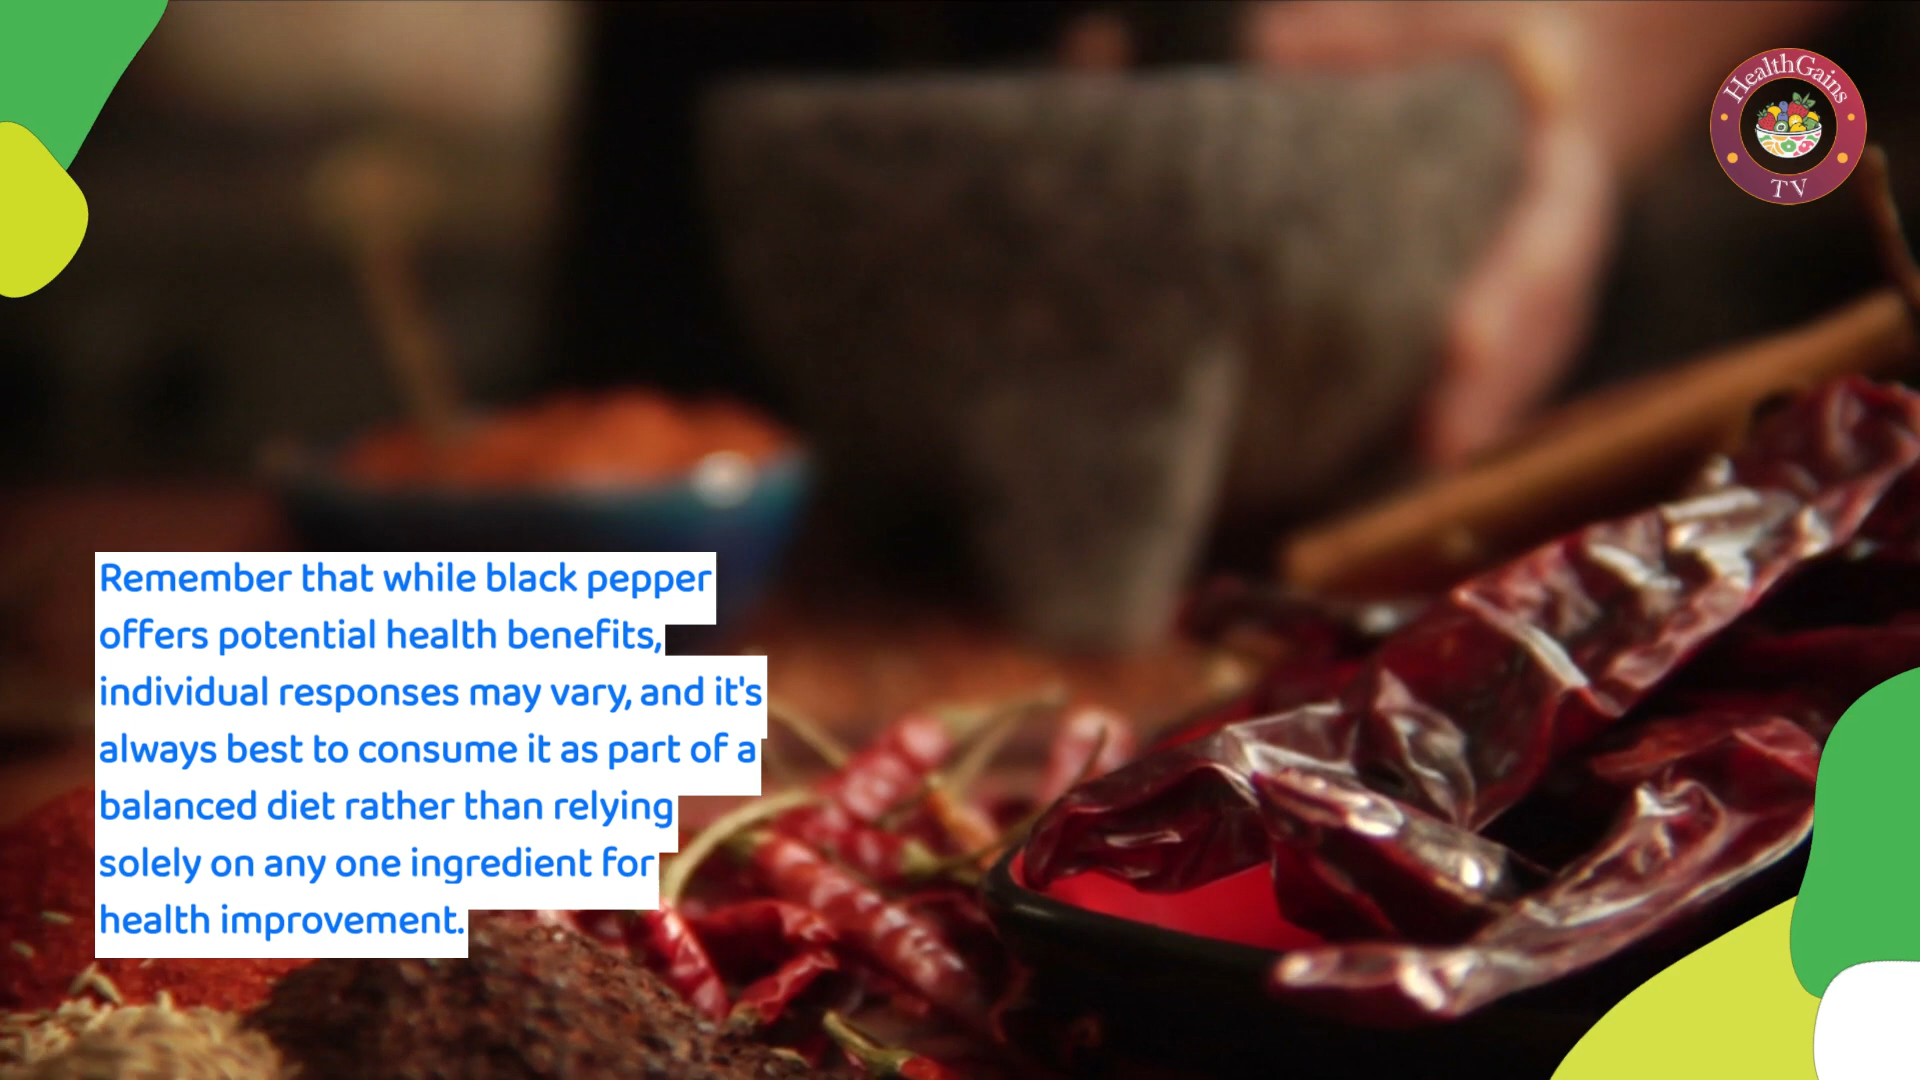 HealthGains
TV
Remember that while black pepper
offers potential health benefits,
individual responses may vary, and it's
always best to consume it as part of a
balanced diet rather than relying
solely on any one ingredient for
health improvement.